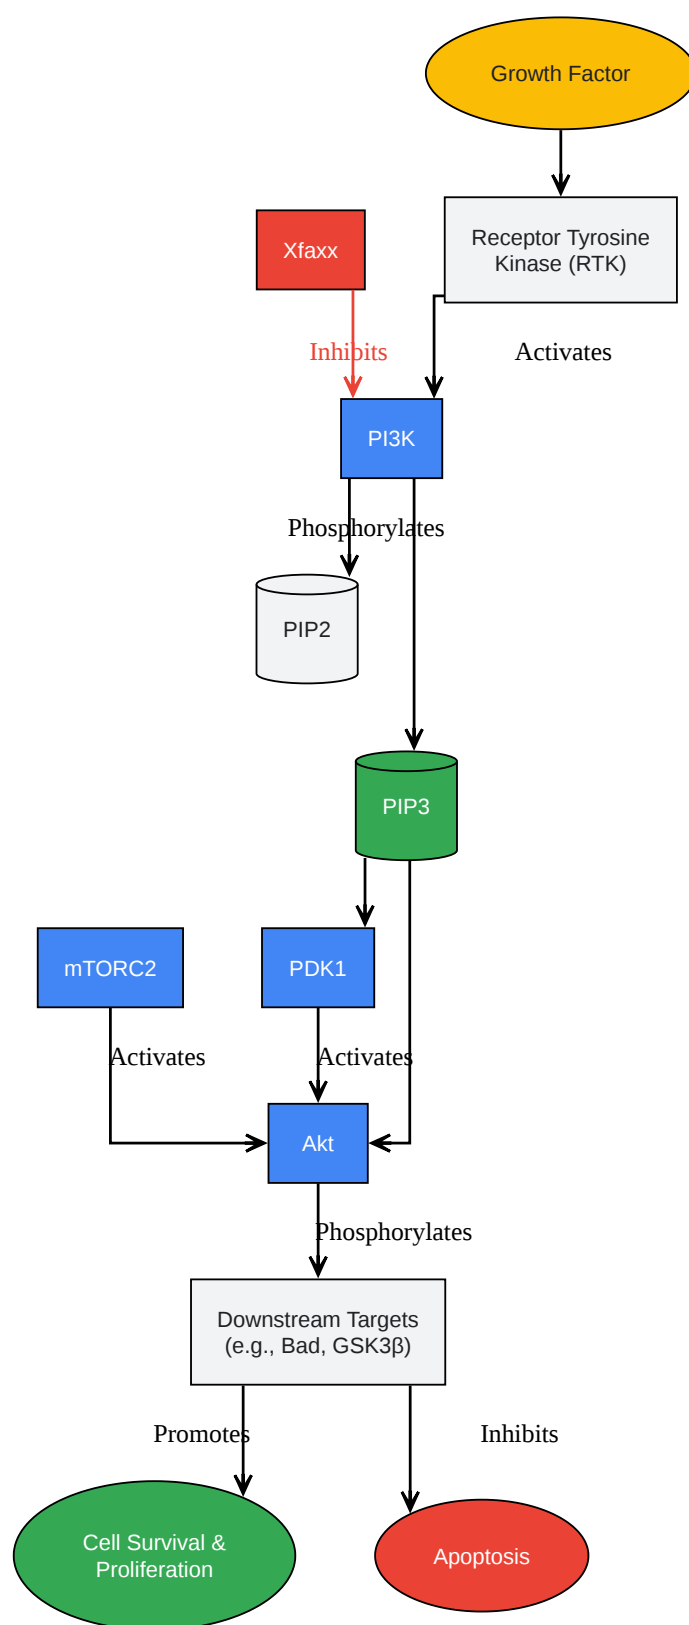 Growth Factor
Receptor Tyrosine
Kinase (RTK)
Xfaxx
Inhibits
Activates
PI3K
Phosphorylates
PIP2
PIP3
mTORC2
PDK1
Activates
Activates
Akt
Phosphorylates
Downstream Targets
(e.g., Bad, GSK3β)
Promotes
Inhibits
Cell Survival &
Proliferation
Apoptosis